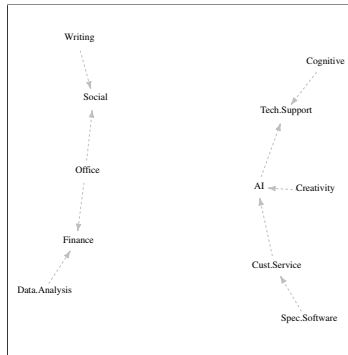 Writing
Cognitive
Social
Tech.Support
Office
AI
Creativity
Finance
Cust.Service
Data.Analysis
Spec.Software